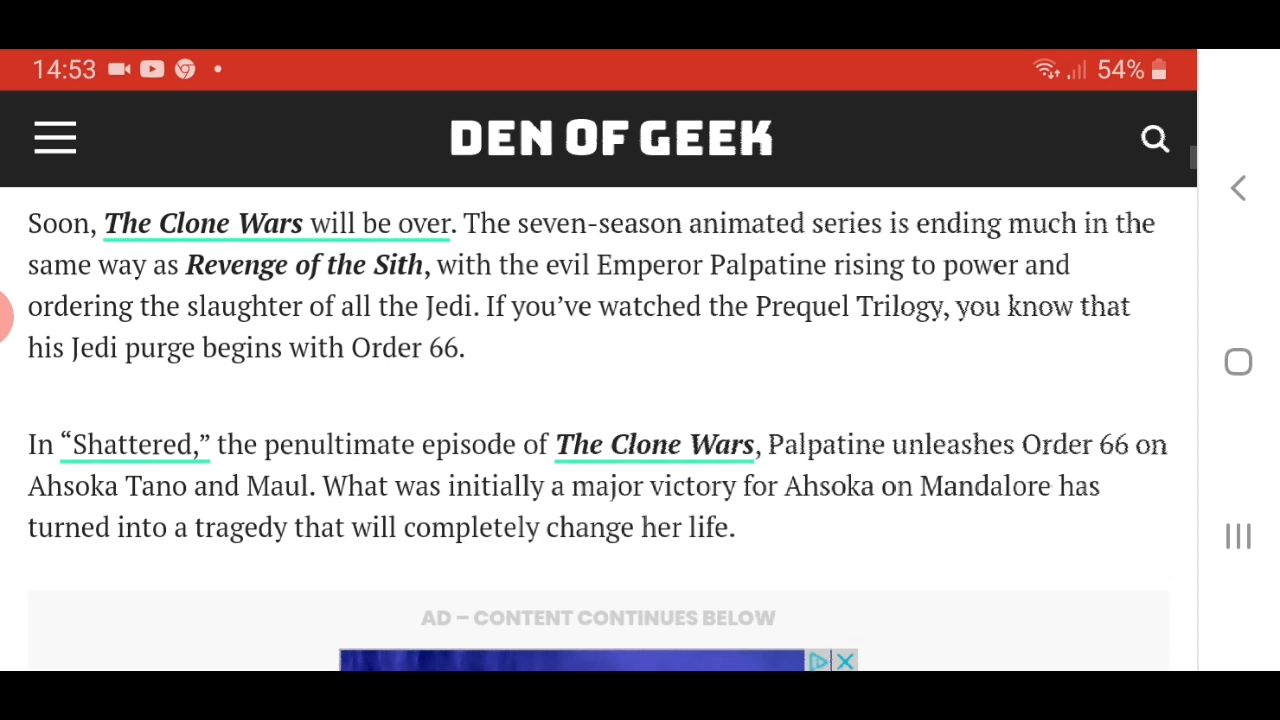 14:53 54%
DEN OF GEEK
Soon, The Clone Wars will be over. The seven-season animated series is ending much in the
same way as Revenge of the Sith, with the evil Emperor Palpatine rising to power and
ordering the slaughter of all the Jedi. If you’ve watched the Prequel Trilogy, you know that
his Jedi purge begins with Order 66.
In “Shattered,” the penultimate episode of The Clone Wars, Palpatine unleashes Order 66 on
Ahsoka Tano and Maul. What was initially a major victory for Ahsoka on Mandalore has
turned into a tragedy that will completely change her life.
AD – CONTENT CONTINUES BELOW